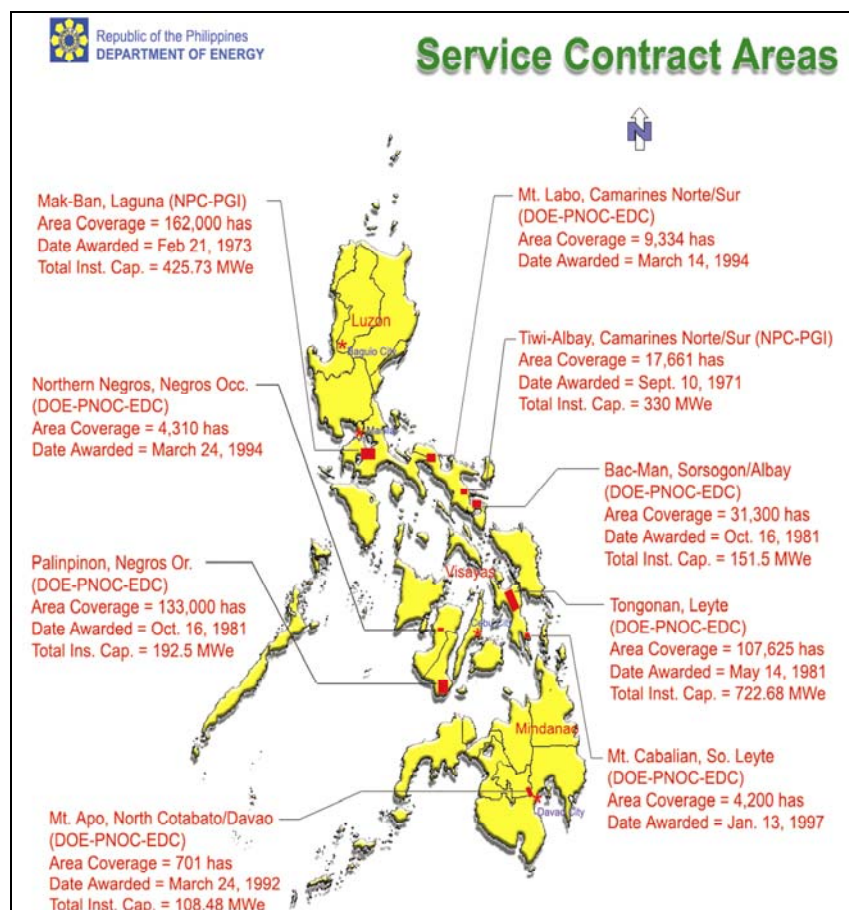 Republic of the Philippines
DEPARTMENT OF ENERGY
Service Contract Areas
N
Mak-Ban, Laguna (NPC-PGI)
Area Coverage = 162,000 has
Date Awarded = Feb 21, 1973
Total Inst. Cap. = 425.73 MWe
Mt. Labo, Camarines Norte/Sur
(DOE-PNOC-EDC)
Area Coverage = 9,334 has
Date Awarded = March 14, 1994
Luzon
Baguio City
Tiwi-Albay, Camarines Norte/Sur (NPC-PGI)
Area Coverage = 17,661 has
Date Awarded = Sept. 10, 1971
Total Inst. Cap. = 330 MWe
Northern Negros, Negros Occ.
(DOE-PNOC-EDC)
Area Coverage = 4,310 has
Date Awarded = March 24, 1994
Manila
Bac-Man, Sorsogon/Albay
(DOE-PNOC-EDC)
Area Coverage = 31,300 has
Date Awarded = Oct. 16, 1981
Total Inst. Cap. = 151.5 MWe
Palinpinon, Negros Or.
(DOE-PNOC-EDC)
Area Coverage = 133,000 has
Date Awarded = Oct. 16, 1981
Total Ins. Cap. = 192.5 MWe
Visayas
Tongonan, Leyte
(DOE-PNOC-EDC)
Area Coverage = 107,625 has
Date Awarded = May 14, 1981
Total Inst. Cap. = 722.68 MWe
Mindanao
Mt. Cabalian, So. Leyte
(DOE-PNOC-EDC)
Area Coverage = 4,200 has
Date Awarded = Jan. 13, 1997
Davao City
Mt. Apo, North Cotabato/Davao
(DOE-PNOC-EDC)
Area Coverage = 701 has
Date Awarded = March 24, 1992
Total Inst. Cap. = 108.48 MWe